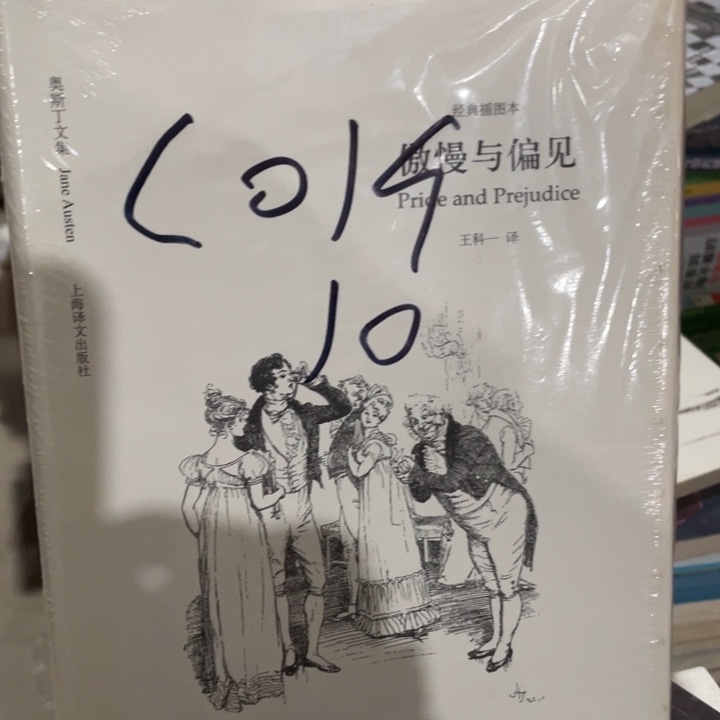 奥斯丁文集 Jane Austen
上海译文出版社
经典插图本
傲慢与偏见
Pride and Prejudice
王科一 译
10